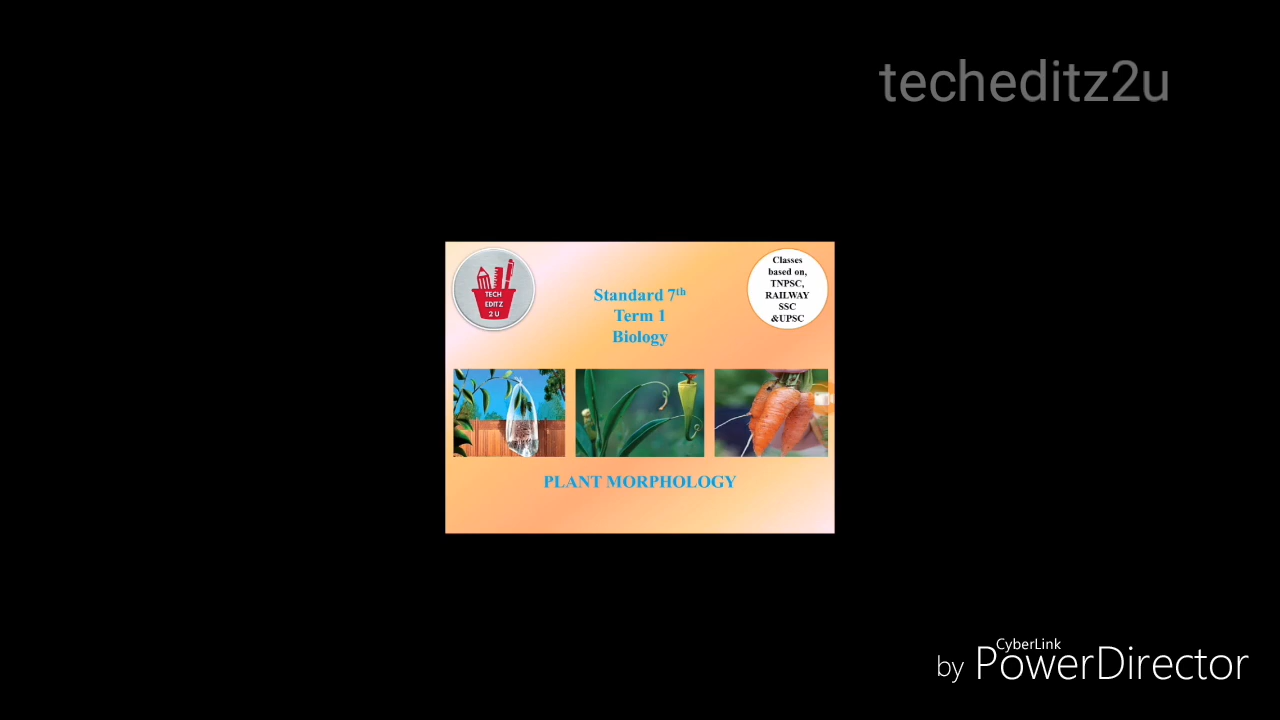 techeditz2u
TECH
EDITZ
2 U
Standard 7th
Term 1
Biology
Classes
based on,
TNPSC,
RAILWAY
SSC
&UPSC
PLANT MORPHOLOGY
CyberLink
by PowerDirector